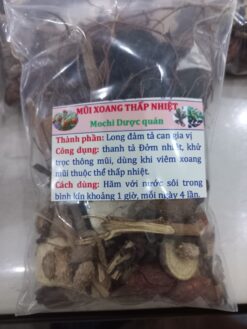 MŨI XOANG THẤP NHIỆT
Mochi Dược quán
Thành phần: Long đảm tả can gia vị
Công dụng: thanh tả Đởm nhiệt, khử
trọc thông mũi, dùng khi viêm xoang
mũi thuộc thể thấp nhiệt.
Cách dùng: Hãm với nước sôi trong
bình kín khoảng 1 giờ, mỗi ngày 4 lần.